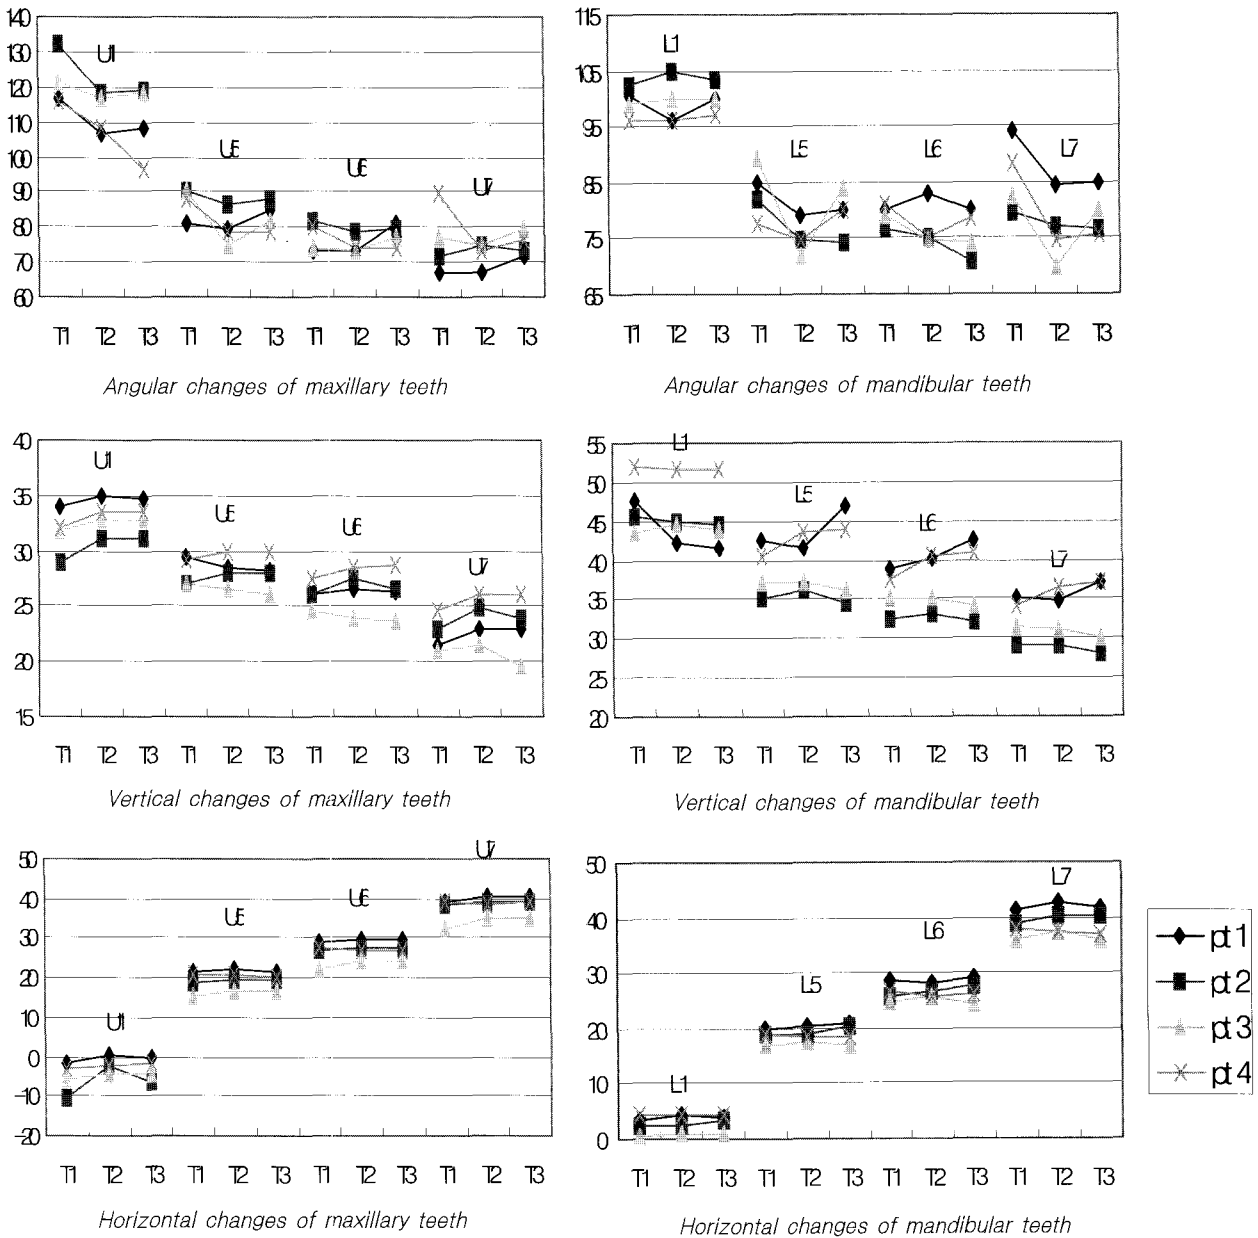 140
130
120
110
100
90
80
70
60
U1
U5
U6
U7
T1 T2 T3 T1 T2 T3 T1 T2 T3 T1 T2 T3
Angular changes of maxillary teeth
115
105
95
85
75
65
L1
L5
L6
L7
T1 T2 T3 T1 T2 T3 T1 T2 T3 T1 T2 T3
Angular changes of mandibular teeth
40
35
30
25
20
15
U1
U5
U6
U7
T1 T2 T3 T1 T2 T3 T1 T2 T3 T1 T2 T3
Vertical changes of maxillary teeth
55
50
45
40
35
30
25
20
L1
L5
L6
L7
T1 T2 T3 T1 T2 T3 T1 T2 T3 T1 T2 T3
Vertical changes of mandibular teeth
50
40
30
20
10
0
-10
-20
U1
U5
U6
U7
T1 T2 T3 T1 T2 T3 T1 T2 T3 T1 T2 T3
Horizontal changes of maxillary teeth
50
40
30
20
10
0
L1
L5
L6
L7
T1 T2 T3 T1 T2 T3 T1 T2 T3 T1 T2 T3
Horizontal changes of mandibular teeth
pt1
pt2
pt3
pt4